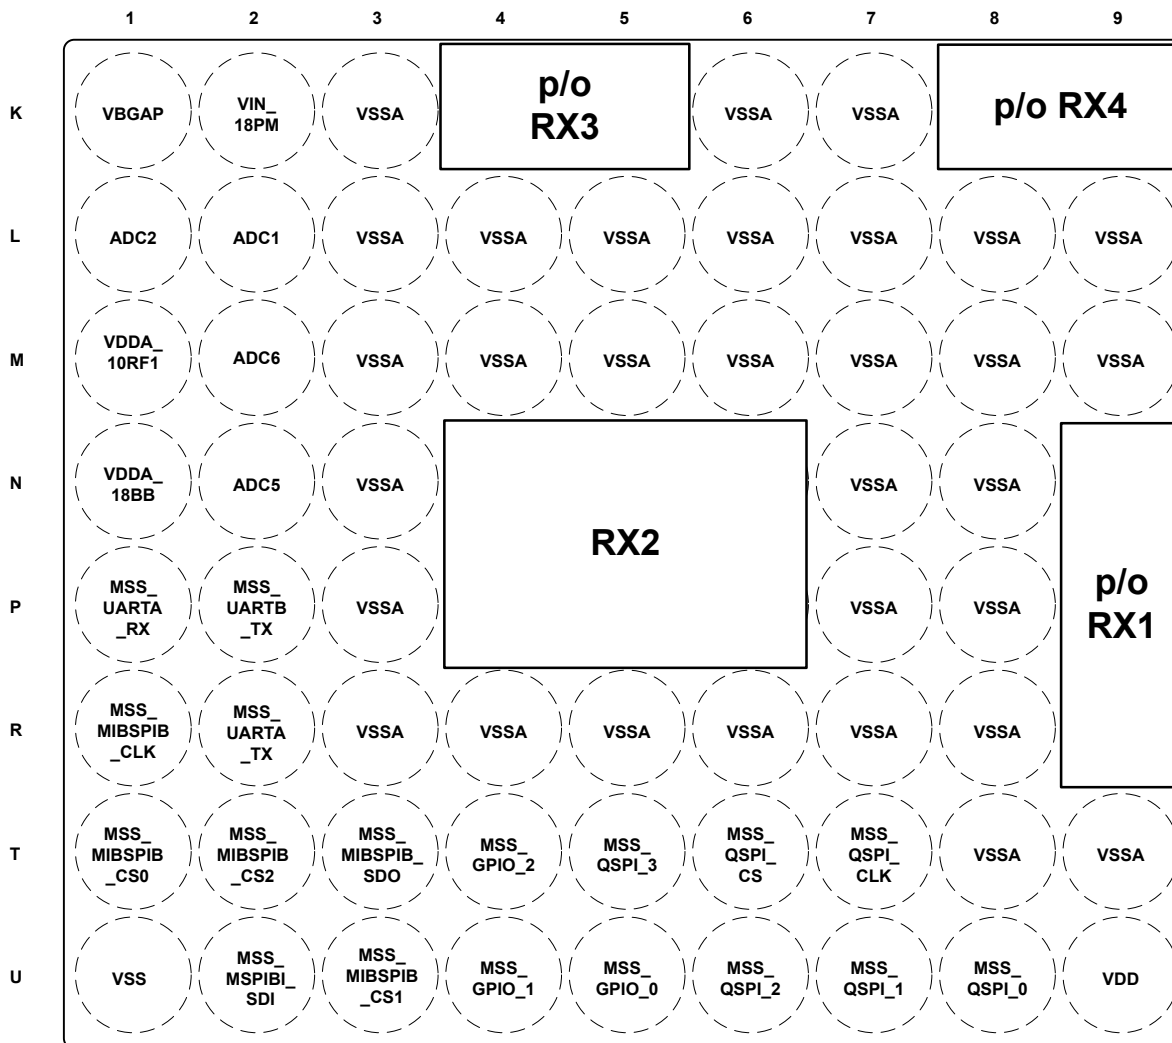 1 2 3 4 5 6 7 8 9
K
VBGAP
VIN_
18PM
VSSA
p/o
RX3
VSSA
VSSA
p/o RX4
L
ADC2
ADC1
VSSA
VSSA
VSSA
VSSA
VSSA
VSSA
VSSA
M
VDDA_
10RF1
ADC6
VSSA
VSSA
VSSA
VSSA
VSSA
VSSA
VSSA
N
VDDA_
18BB
ADC5
VSSA
RX2
VSSA
VSSA
p/o
RX1
P
MSS_
UARTA
_RX
MSS_
UARTB
_TX
VSSA
VSSA
VSSA
R
MSS_
MIBSPIB
_CLK
MSS_
UARTA
_TX
VSSA
VSSA
VSSA
VSSA
VSSA
VSSA
T
MSS_
MIBSPIB
_CS0
MSS_
MIBSPIB
_CS2
MSS_
MIBSPIB_
SDO
MSS_
GPIO_2
MSS_
QSPI_3
MSS_
QSPI_
CS
MSS_
QSPI_
CLK
VSSA
VSSA
U
VSS
MSS_
MSPIBI_
SDI
MSS_
MIBSPIB
_CS1
MSS_
GPIO_1
MSS_
GPIO_0
MSS_
QSPI_2
MSS_
QSPI_1
MSS_
QSPI_0
VDD